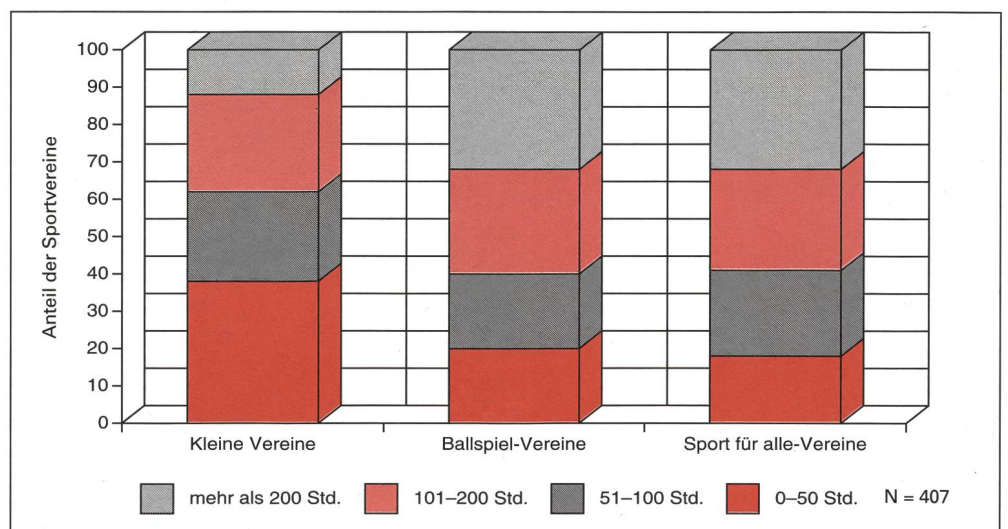 Anteil der Sportvereine
100
90
80
70
60
50
40
30
20
10
0
Kleine Vereine
Ballspiel-Vereine
Sport für alle-Vereine
mehr als 200 Std.
101–200 Std.
51–100 Std.
0–50 Std.
N = 407